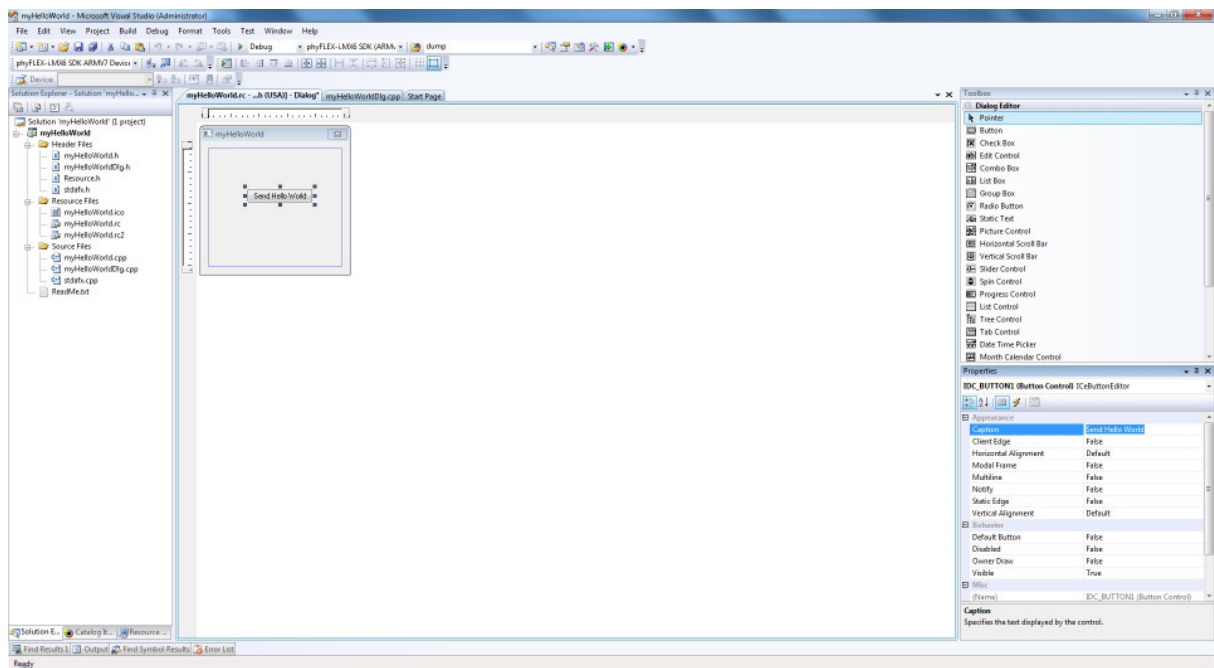 myHelloWorld - Microsoft Visual Studio (Administrator)
File Edit View Project Build Debug Format Tools Test Window Help
Debug phyFLEX-i.MX6 SDK (ARMv dump
phyFLEX-i.MX6 SDK ARMV7 Device
Device:
Solution Explorer - Solution 'myHello...
Solution 'myHelloWorld' (1 project)
myHelloWorld
Header Files
myHelloWorld.h
myHelloWorldDlg.h
Resource.h
stdafx.h
Resource Files
myHelloWorld.ico
myHelloWorld.rc
myHelloWorld.rc2
Source Files
myHelloWorld.cpp
myHelloWorldDlg.cpp
stdafx.cpp
ReadMe.txt
Solution E... Catalog It... Resource ...
myHelloWorld.rc - ...h (USA)] - Dialog* myHelloWorldDlg.cpp Start Page
myHelloWorld
Send Hello World
Toolbox
Dialog Editor
Pointer
Button
Check Box
Edit Control
Combo Box
List Box
Group Box
Radio Button
Static Text
Picture Control
Horizontal Scroll Bar
Vertical Scroll Bar
Slider Control
Spin Control
Progress Control
List Control
Tree Control
Tab Control
Date Time Picker
Month Calendar Control
Properties
IDC_BUTTON1 (Button Control) ICeButtonEditor
Appearance
Caption Send Hello World
Client Edge False
Horizontal Alignment Default
Modal Frame False
Multiline False
Notify False
Static Edge False
Vertical Alignment Default
Behavior
Default Button False
Disabled False
Owner Draw False
Visible True
Misc
(Name) IDC_BUTTON1 (Button Control)
Caption
Specifies the text displayed by the control.
Find Results 1 Output Find Symbol Results Error List
Ready